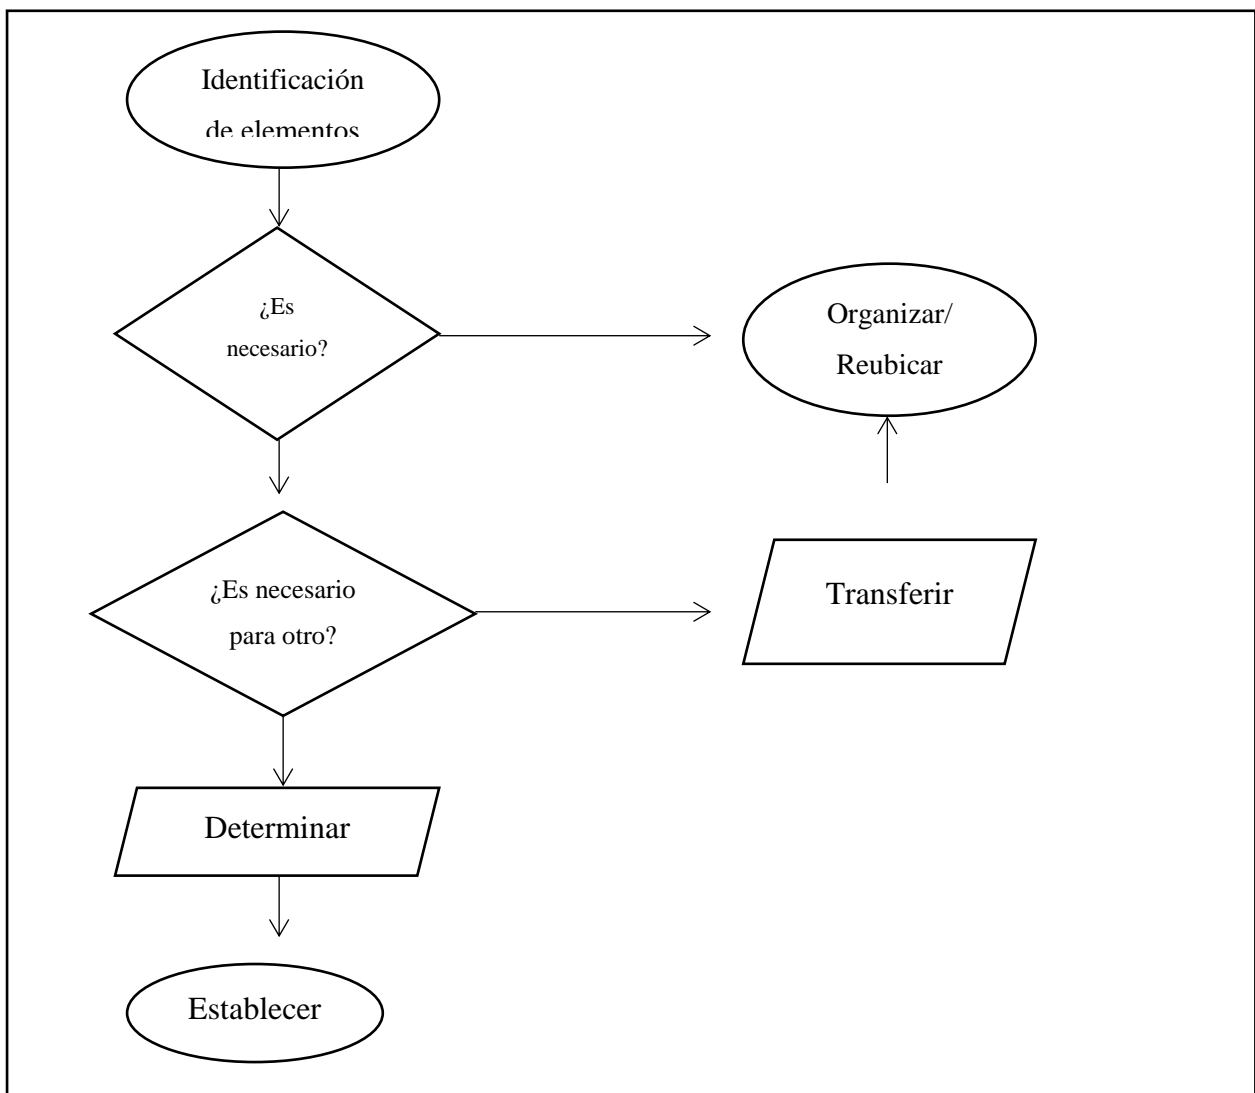 Identificación
de elementos
¿Es
necesario?
Organizar/
Reubicar
¿Es necesario
para otro?
Transferir
Determinar
Establecer